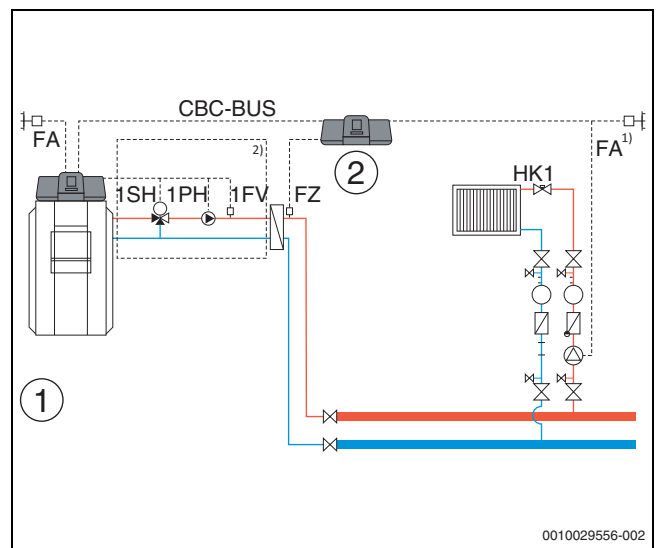 CBC-BUS
FA
FA1)
2)
1SH 1PH 1FV FZ
2
HK1
1
0010029556-002